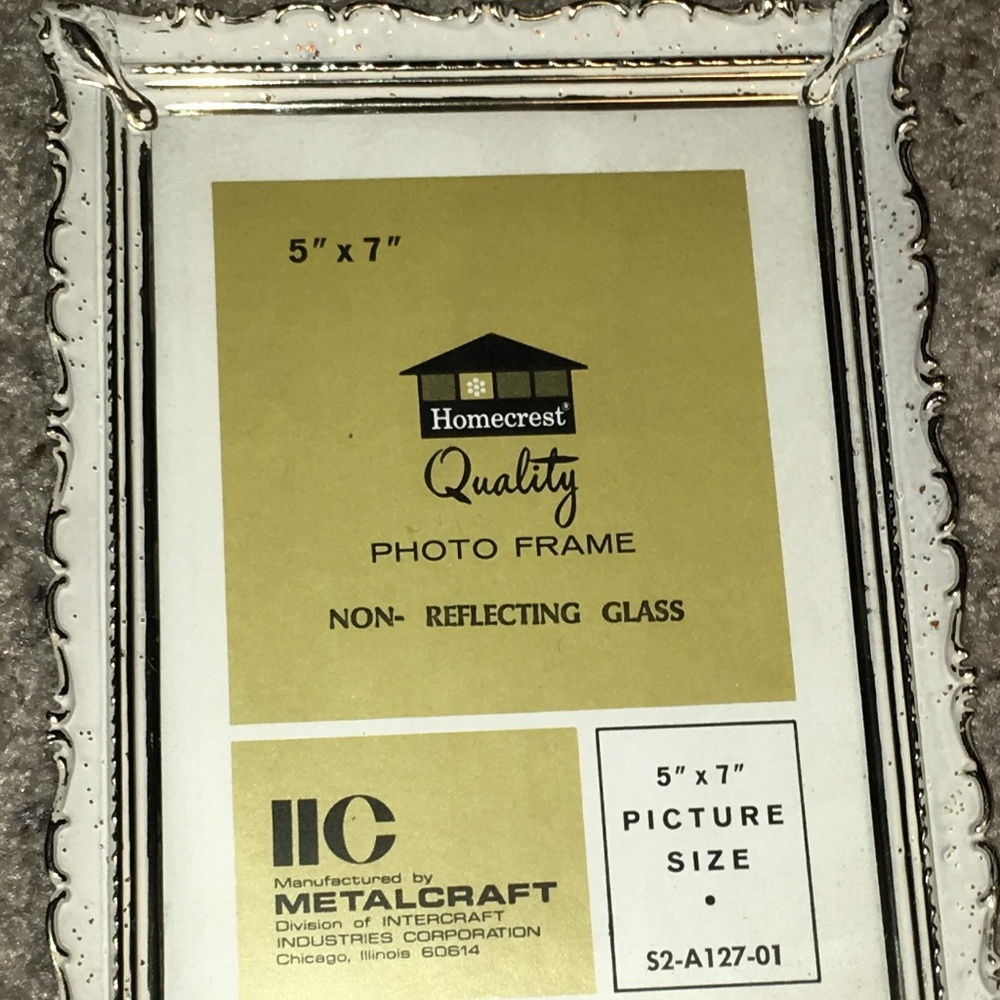 5" x 7"
Homecrest®
Quality
PHOTO FRAME
NON- REFLECTING GLASS
IIC
Manufactured by
METALCRAFT
Division of INTERCRAFT
INDUSTRIES CORPORATION
Chicago, Illinois 60614
5" x 7"
PICTURE
SIZE
•
S2-A127-01